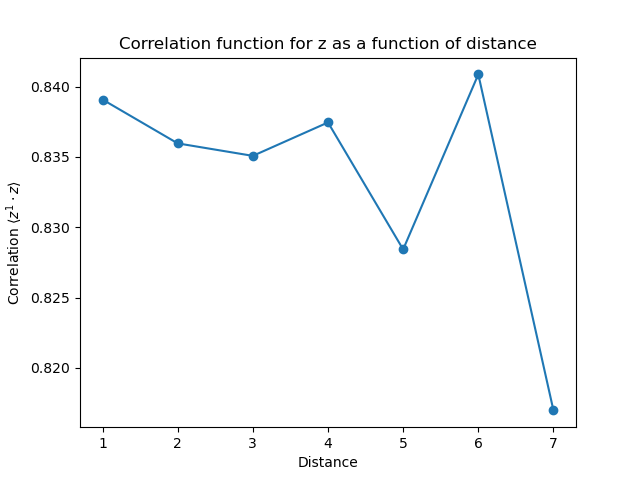 Correlation function for z as a function of distance
Correlation ⟨z¹ · z⟩
0.840
0.835
0.830
0.825
0.820
1 2 3 4 5 6 7
Distance